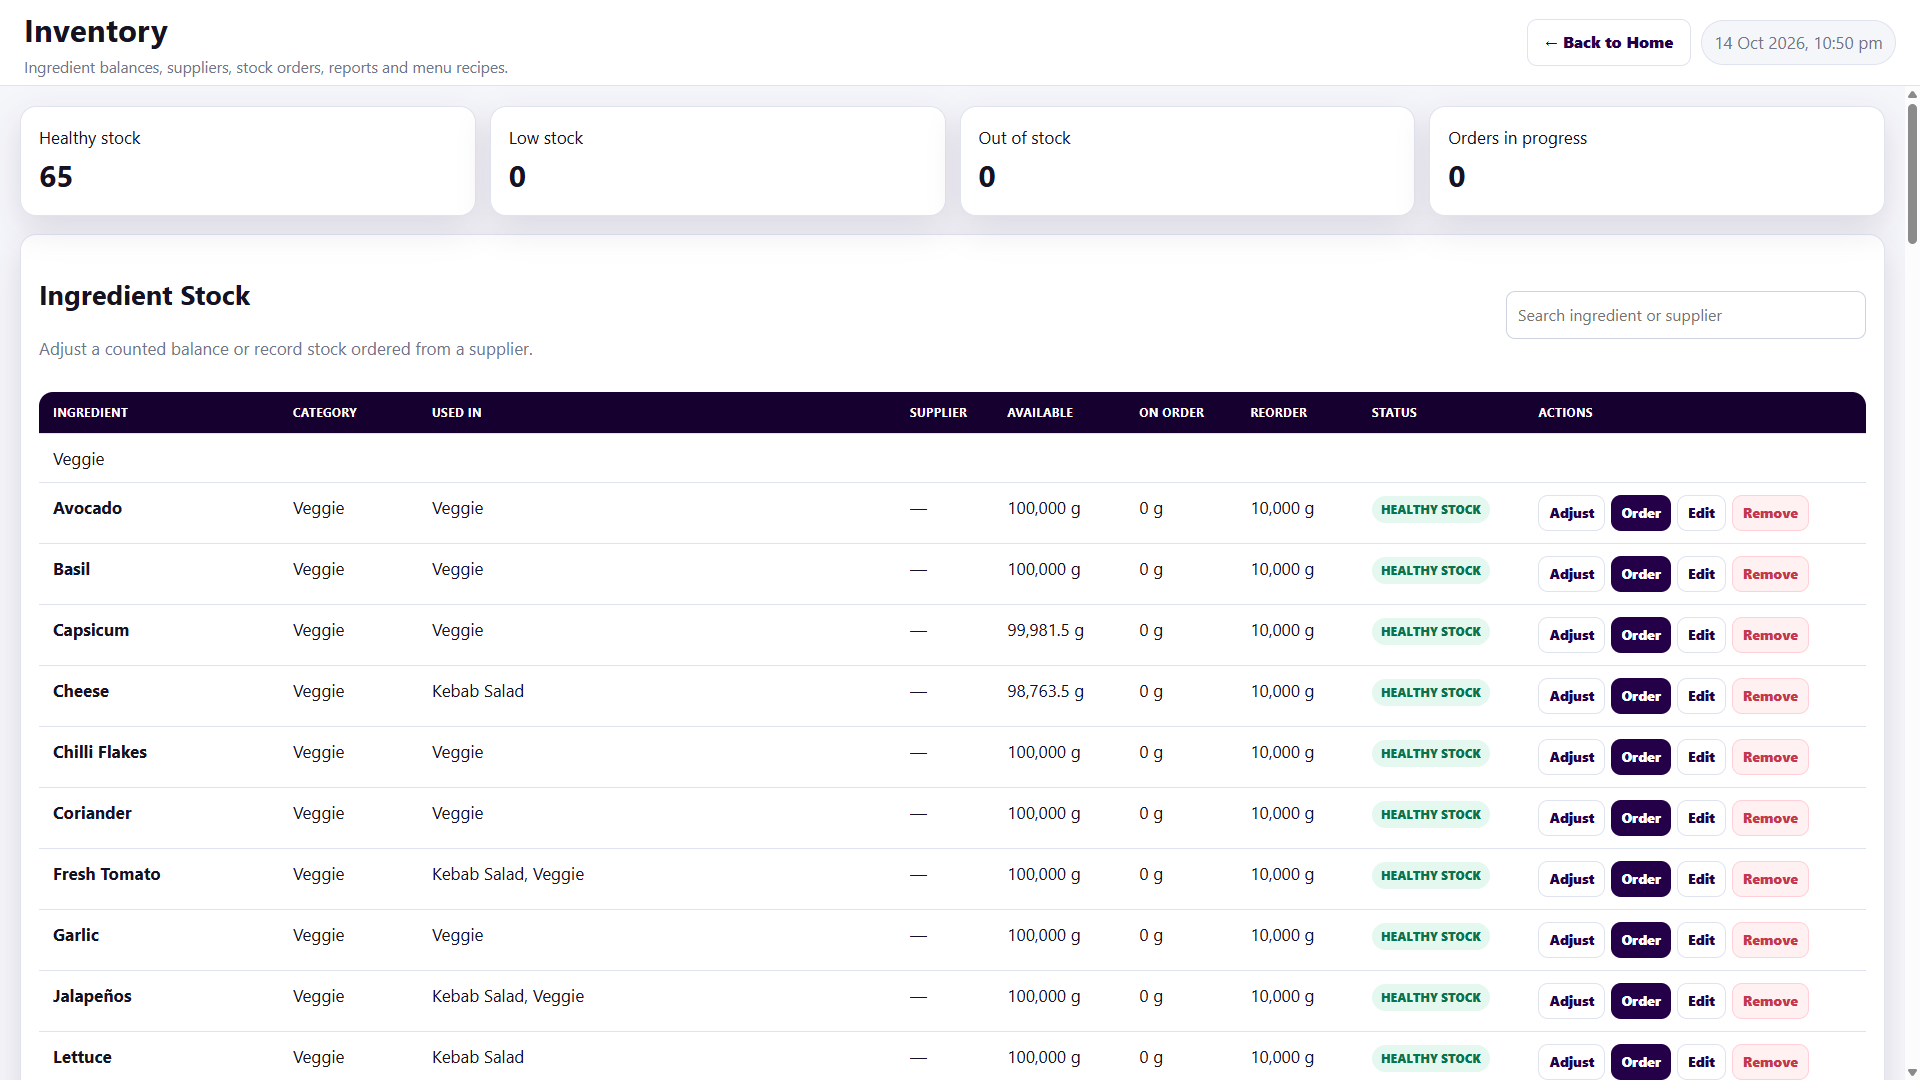 Inventory
Ingredient balances, suppliers, stock orders, reports and menu recipes.
← Back to Home
14 Oct 2026, 10:50 pm
Healthy stock
65
Low stock
0
Out of stock
0
Orders in progress
0
Ingredient Stock
Adjust a counted balance or record stock ordered from a supplier.
Search ingredient or supplier
INGREDIENT CATEGORY USED IN SUPPLIER AVAILABLE ON ORDER REORDER STATUS ACTIONS
Veggie
Avocado Veggie Veggie — 100,000 g 0 g 10,000 g HEALTHY STOCK Adjust Order Edit Remove
Basil Veggie Veggie — 100,000 g 0 g 10,000 g HEALTHY STOCK Adjust Order Edit Remove
Capsicum Veggie Veggie — 99,981.5 g 0 g 10,000 g HEALTHY STOCK Adjust Order Edit Remove
Cheese Veggie Kebab Salad — 98,763.5 g 0 g 10,000 g HEALTHY STOCK Adjust Order Edit Remove
Chilli Flakes Veggie Veggie — 100,000 g 0 g 10,000 g HEALTHY STOCK Adjust Order Edit Remove
Coriander Veggie Veggie — 100,000 g 0 g 10,000 g HEALTHY STOCK Adjust Order Edit Remove
Fresh Tomato Veggie Kebab Salad, Veggie — 100,000 g 0 g 10,000 g HEALTHY STOCK Adjust Order Edit Remove
Garlic Veggie Veggie — 100,000 g 0 g 10,000 g HEALTHY STOCK Adjust Order Edit Remove
Jalapeños Veggie Kebab Salad, Veggie — 100,000 g 0 g 10,000 g HEALTHY STOCK Adjust Order Edit Remove
Lettuce Veggie Kebab Salad — 100,000 g 0 g 10,000 g HEALTHY STOCK Adjust Order Edit Remove